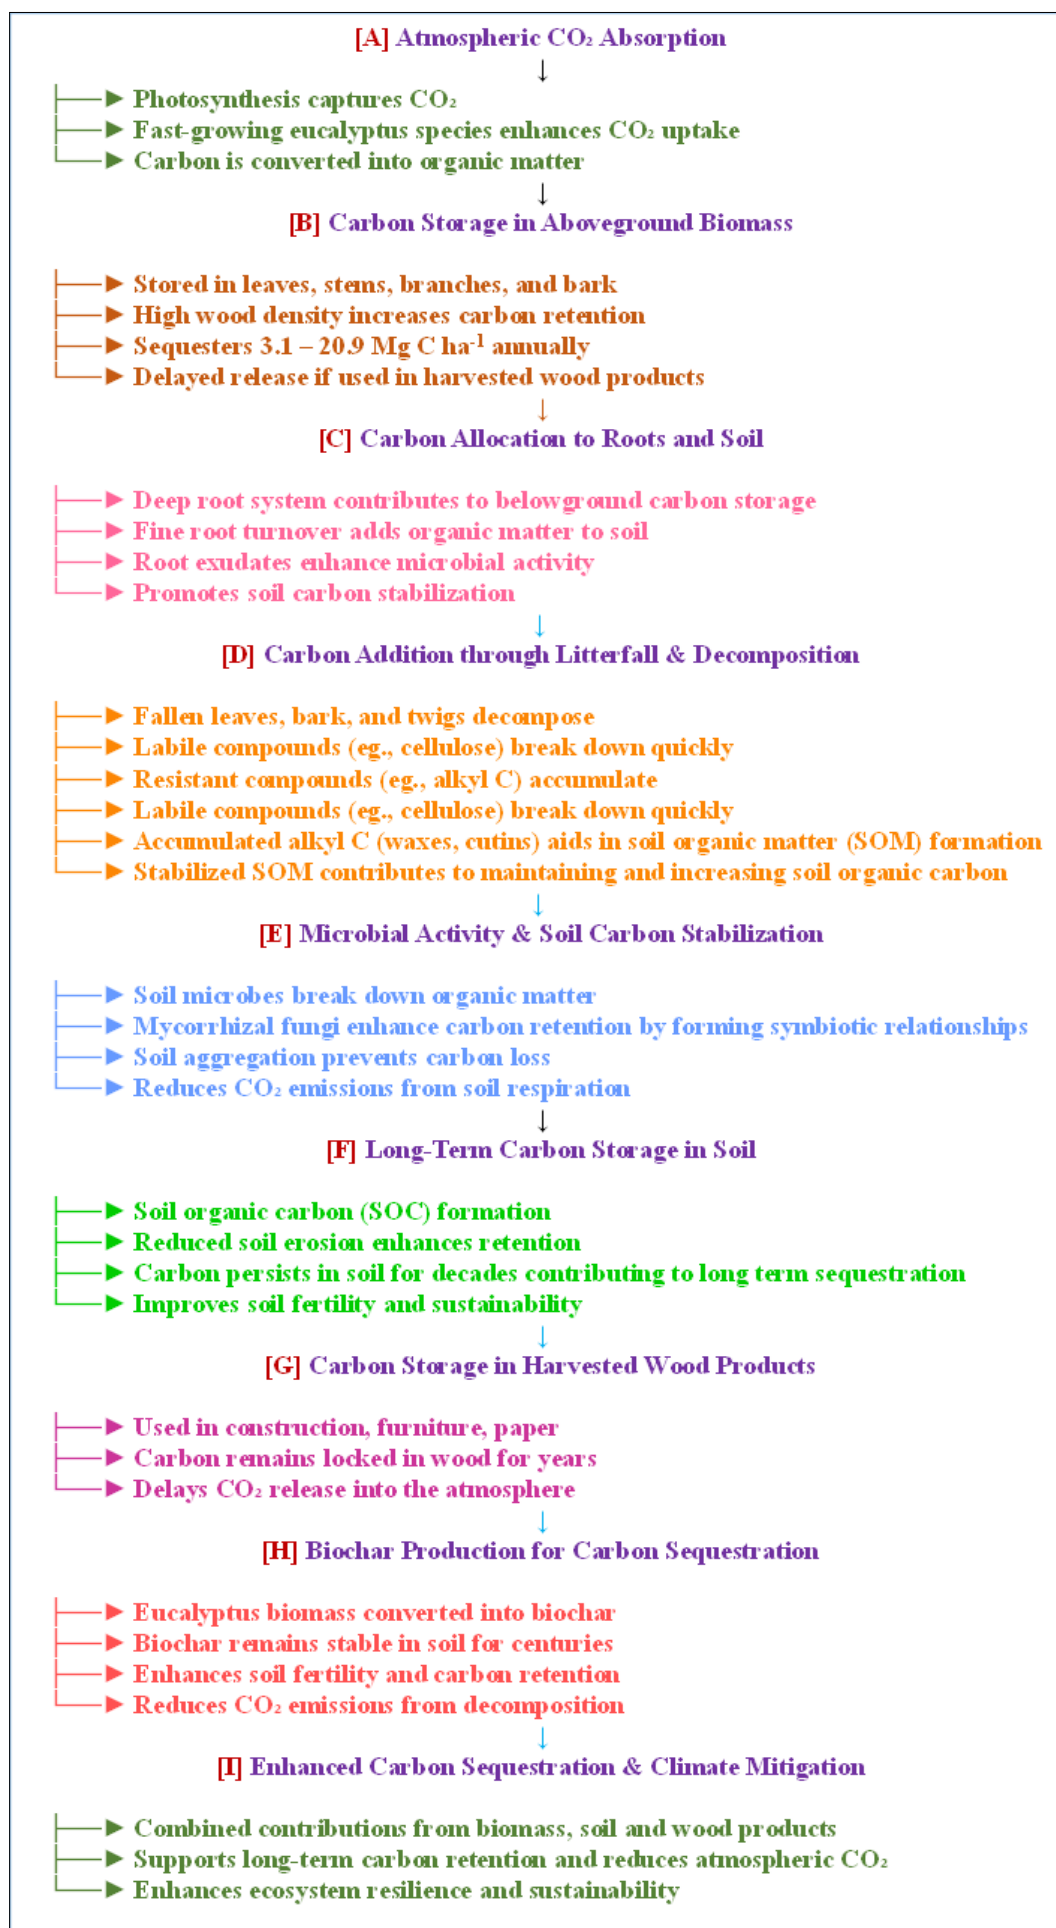 [A] Atmospheric CO₂ Absorption
↓
Photosynthesis captures CO₂
Fast-growing eucalyptus species enhances CO₂ uptake
Carbon is converted into organic matter
↓
[B] Carbon Storage in Aboveground Biomass
Stored in leaves, stems, branches, and bark
High wood density increases carbon retention
Sequesters 3.1 – 20.9 Mg C ha⁻¹ annually
Delayed release if used in harvested wood products
↓
[C] Carbon Allocation to Roots and Soil
Deep root system contributes to belowground carbon storage
Fine root turnover adds organic matter to soil
Root exudates enhance microbial activity
Promotes soil carbon stabilization
↓
[D] Carbon Addition through Litterfall & Decomposition
Fallen leaves, bark, and twigs decompose
Labile compounds (eg., cellulose) break down quickly
Resistant compounds (eg., alkyl C) accumulate
Labile compounds (eg., cellulose) break down quickly
Accumulated alkyl C (waxes, cutins) aids in soil organic matter (SOM) formation
Stabilized SOM contributes to maintaining and increasing soil organic carbon
↓
[E] Microbial Activity & Soil Carbon Stabilization
Soil microbes break down organic matter
Mycorrhizal fungi enhance carbon retention by forming symbiotic relationships
Soil aggregation prevents carbon loss
Reduces CO₂ emissions from soil respiration
↓
[F] Long-Term Carbon Storage in Soil
Soil organic carbon (SOC) formation
Reduced soil erosion enhances retention
Carbon persists in soil for decades contributing to long term sequestration
Improves soil fertility and sustainability
↓
[G] Carbon Storage in Harvested Wood Products
Used in construction, furniture, paper
Carbon remains locked in wood for years
Delays CO₂ release into the atmosphere
↓
[H] Biochar Production for Carbon Sequestration
Eucalyptus biomass converted into biochar
Biochar remains stable in soil for centuries
Enhances soil fertility and carbon retention
Reduces CO₂ emissions from decomposition
↓
[I] Enhanced Carbon Sequestration & Climate Mitigation
Combined contributions from biomass, soil and wood products
Supports long-term carbon retention and reduces atmospheric CO₂
Enhances ecosystem resilience and sustainability